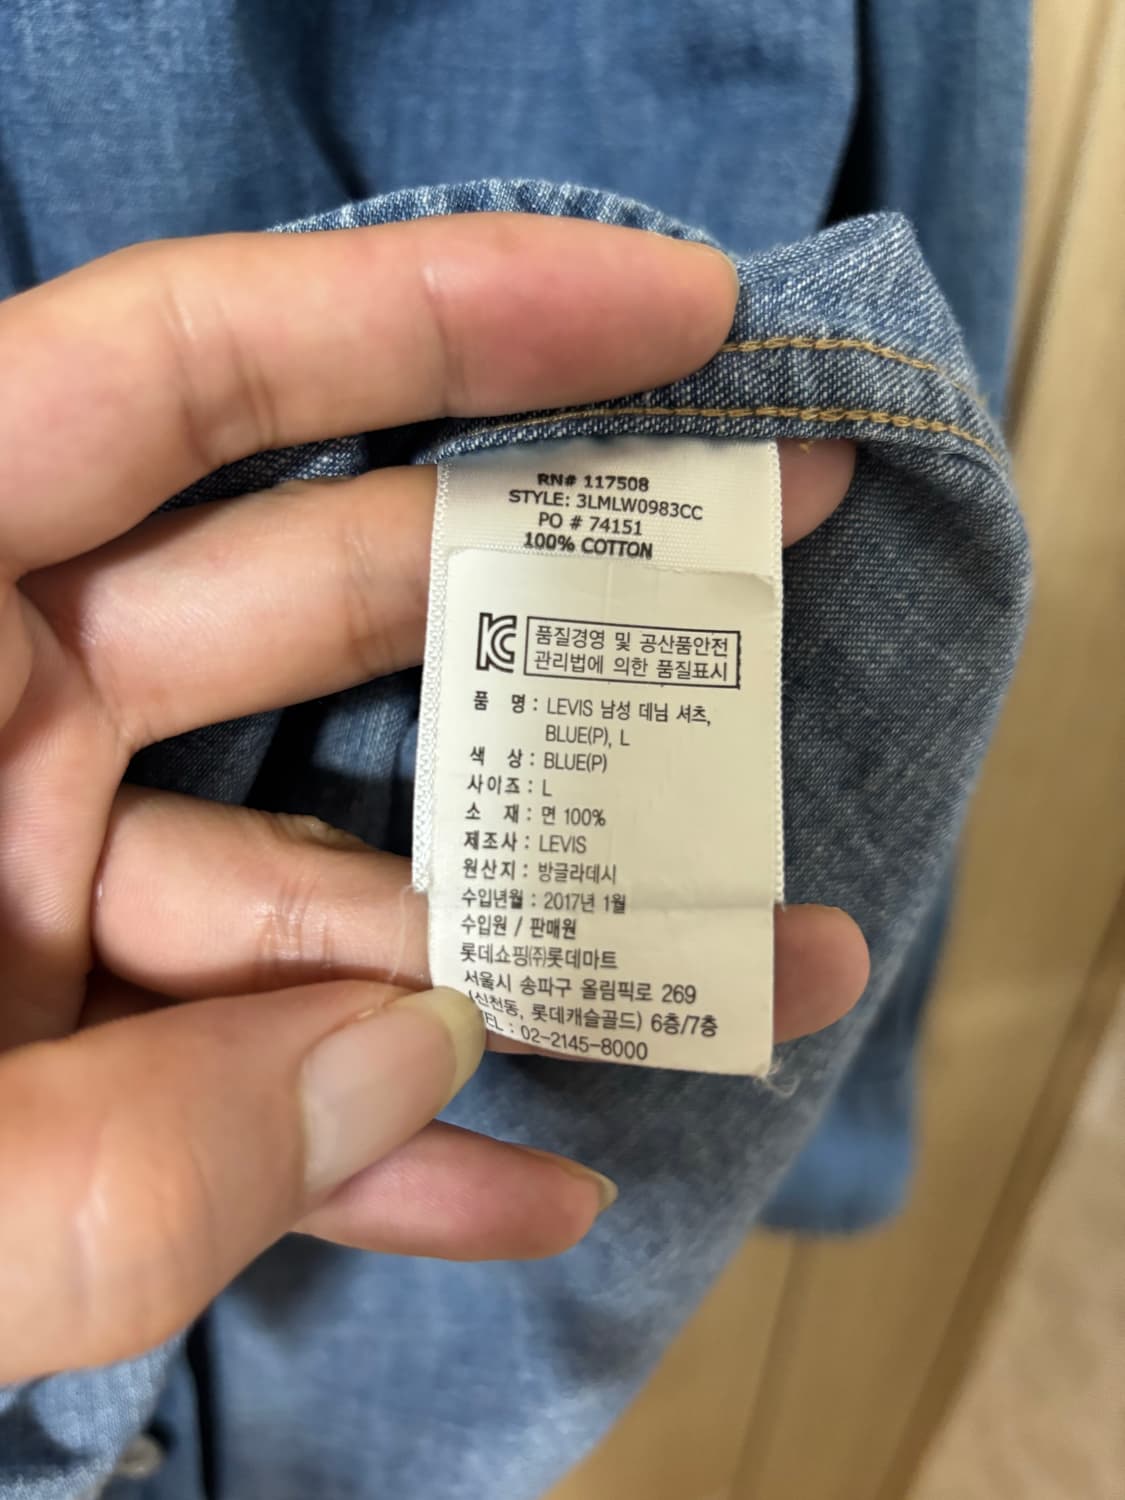 RN# 117508
STYLE: 3LMLW0983CC
PO # 74151
100% COTTON
KC
품질경영 및 공산품안전
관리법에 의한 품질표시
품 명 : LEVIS 남성 데님 셔츠,
BLUE(P), L
색 상 : BLUE(P)
사이즈 : L
소 재 : 면 100%
제조사 : LEVIS
원산지 : 방글라데시
수입년월 : 2017년 1월
수입원 / 판매원
롯데쇼핑㈜롯데마트
서울시 송파구 올림픽로 269
(신천동, 롯데캐슬골드) 6층/7층
EL : 02-2145-8000